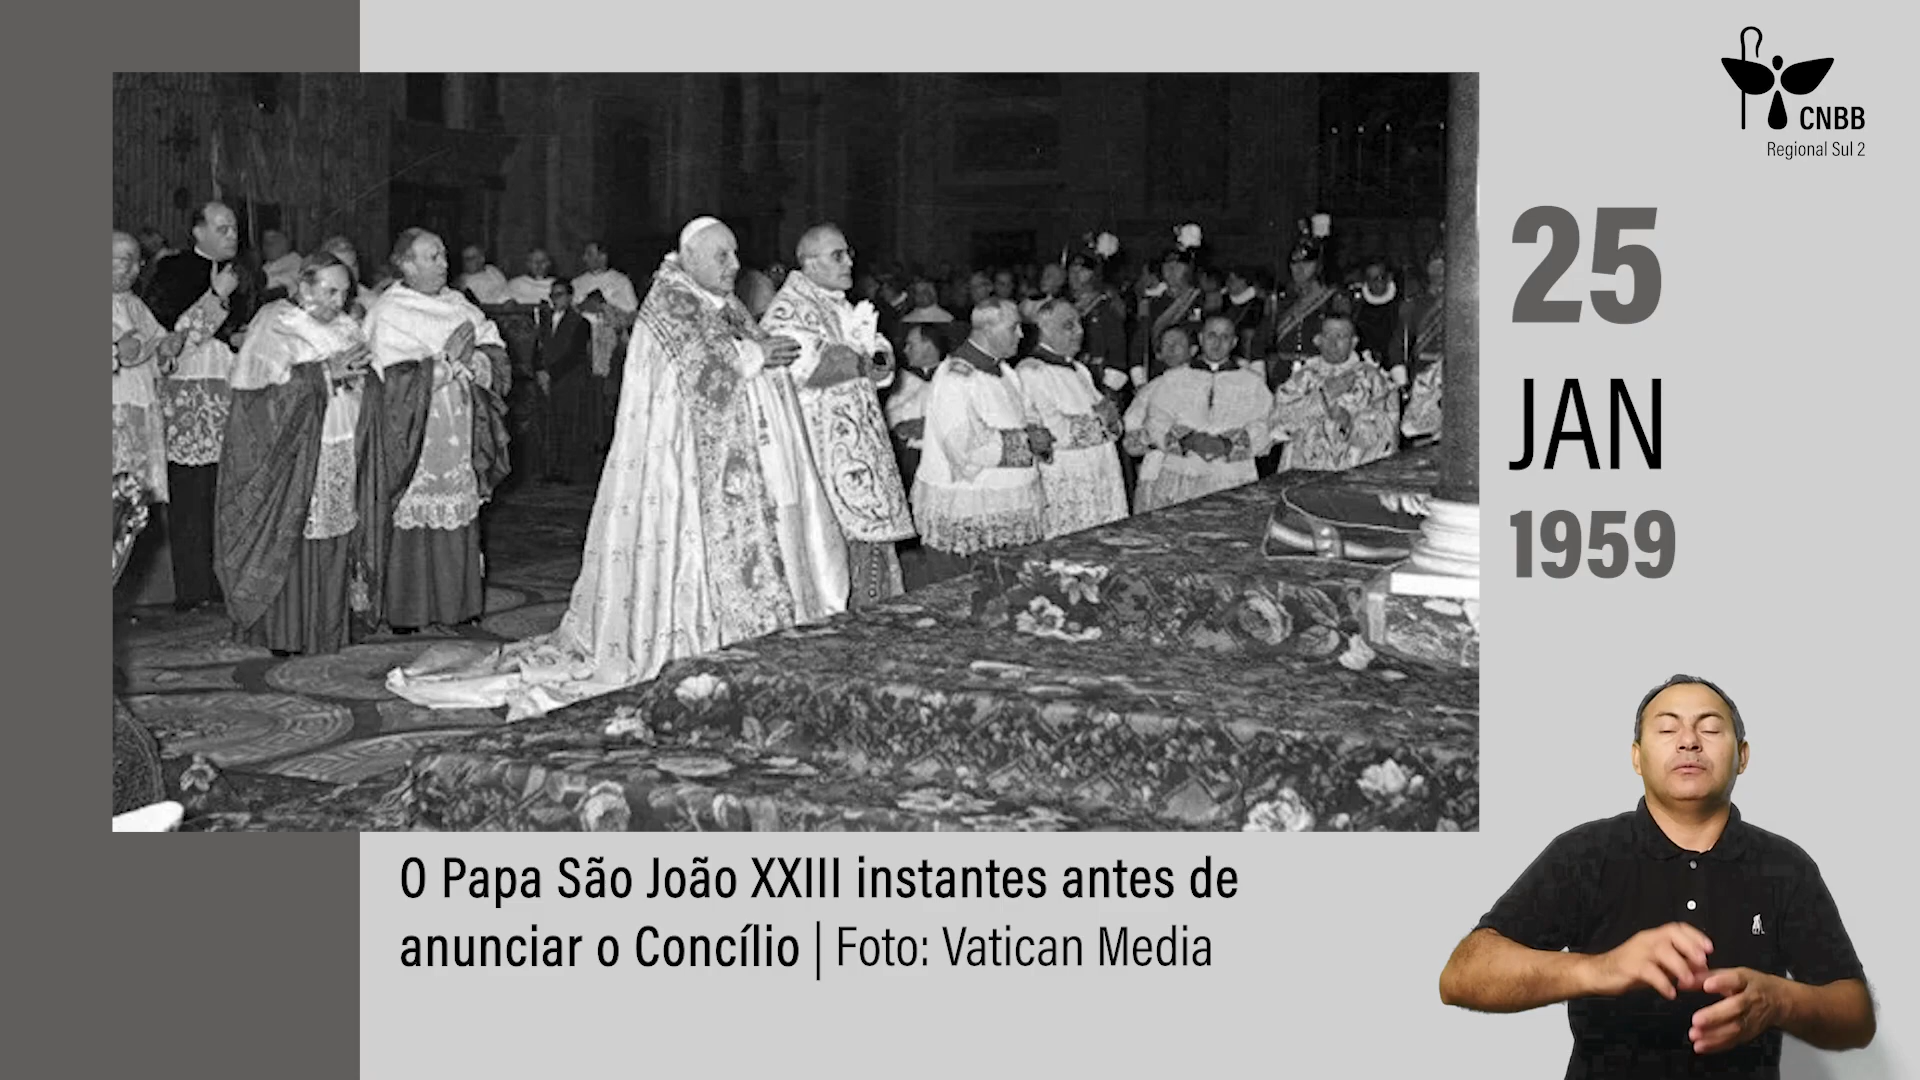 CNBB
Regional Sul 2
25
JAN
1959
O Papa São João XXIII instantes antes de
anunciar o Concílio | Foto: Vatican Media